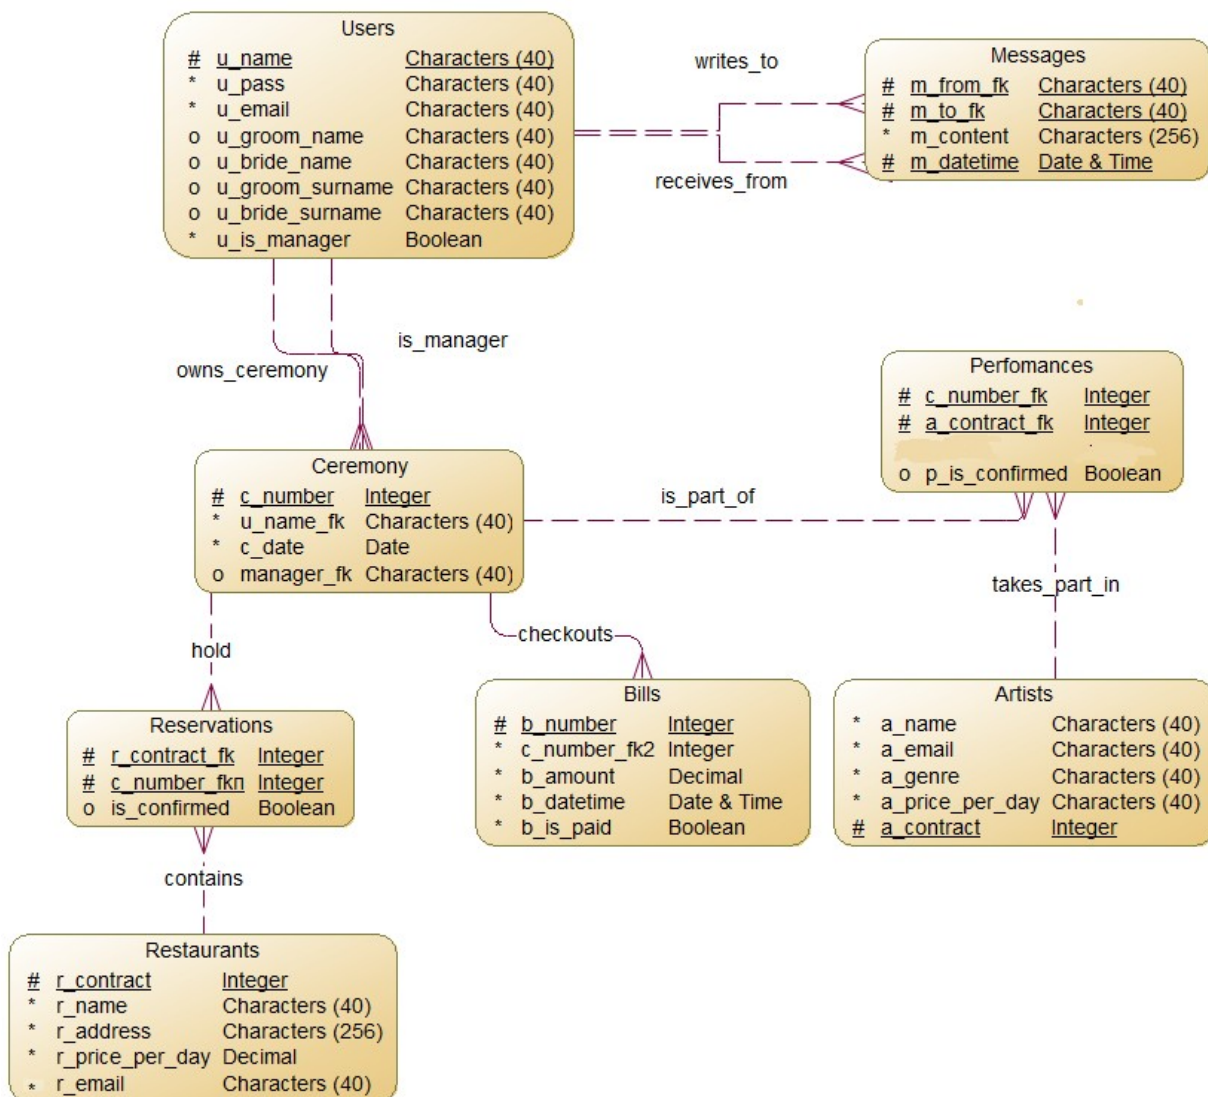 Users
# u_name Characters (40)
* u_pass Characters (40)
* u_email Characters (40)
o u_groom_name Characters (40)
o u_bride_name Characters (40)
o u_groom_surname Characters (40)
o u_bride_surname Characters (40)
* u_is_manager Boolean
writes_to
receives_from
Messages
# m_from_fk Characters (40)
# m_to_fk Characters (40)
* m_content Characters (256)
# m_datetime Date & Time
is_manager
owns_ceremony
Perfomances
# c_number_fk Integer
# a_contract_fk Integer
o p_is_confirmed Boolean
Ceremony
# c_number Integer
* u_name_fk Characters (40)
* c_date Date
o manager_fk Characters (40)
is_part_of
takes_part_in
hold
checkouts
Reservations
# r_contract_fk Integer
# c_number_fkп Integer
o is_confirmed Boolean
Bills
# b_number Integer
* c_number_fk2 Integer
* b_amount Decimal
* b_datetime Date & Time
* b_is_paid Boolean
Artists
* a_name Characters (40)
* a_email Characters (40)
* a_genre Characters (40)
* a_price_per_day Characters (40)
# a_contract Integer
contains
Restaurants
# r_contract Integer
* r_name Characters (40)
* r_address Characters (256)
* r_price_per_day Decimal
* r_email Characters (40)